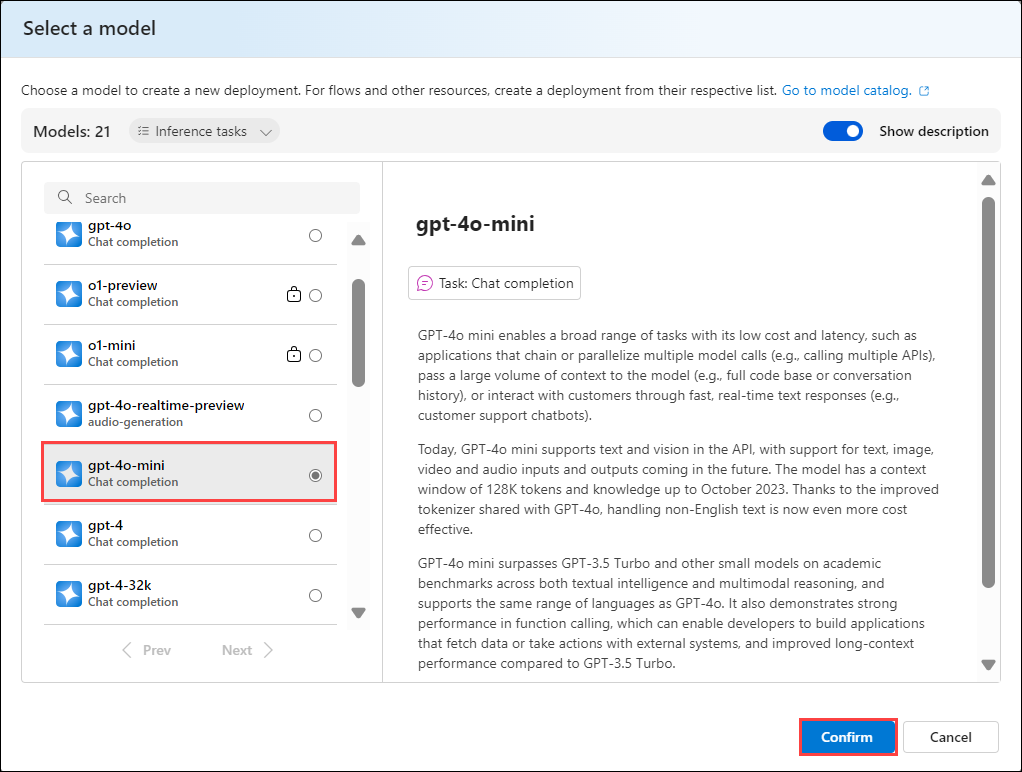 Select a model
Choose a model to create a new deployment. For flows and other resources, create a deployment from their respective list. Go to model catalog.
Models: 21
Inference tasks
Show description
Search
gpt-4o
Chat completion
o1-preview
Chat completion
o1-mini
Chat completion
gpt-4o-realtime-preview
audio-generation
gpt-4o-mini
Chat completion
gpt-4
Chat completion
gpt-4-32k
Chat completion
Prev
Next
gpt-4o-mini
Task: Chat completion
GPT-4o mini enables a broad range of tasks with its low cost and latency, such as
applications that chain or parallelize multiple model calls (e.g., calling multiple APIs),
pass a large volume of context to the model (e.g., full code base or conversation
history), or interact with customers through fast, real-time text responses (e.g.,
customer support chatbots).
Today, GPT-4o mini supports text and vision in the API, with support for text, image,
video and audio inputs and outputs coming in the future. The model has a context
window of 128K tokens and knowledge up to October 2023. Thanks to the improved
tokenizer shared with GPT-4o, handling non-English text is now even more cost
effective.
GPT-4o mini surpasses GPT-3.5 Turbo and other small models on academic
benchmarks across both textual intelligence and multimodal reasoning, and
supports the same range of languages as GPT-4o. It also demonstrates strong
performance in function calling, which can enable developers to build applications
that fetch data or take actions with external systems, and improved long-context
performance compared to GPT-3.5 Turbo.
Confirm
Cancel